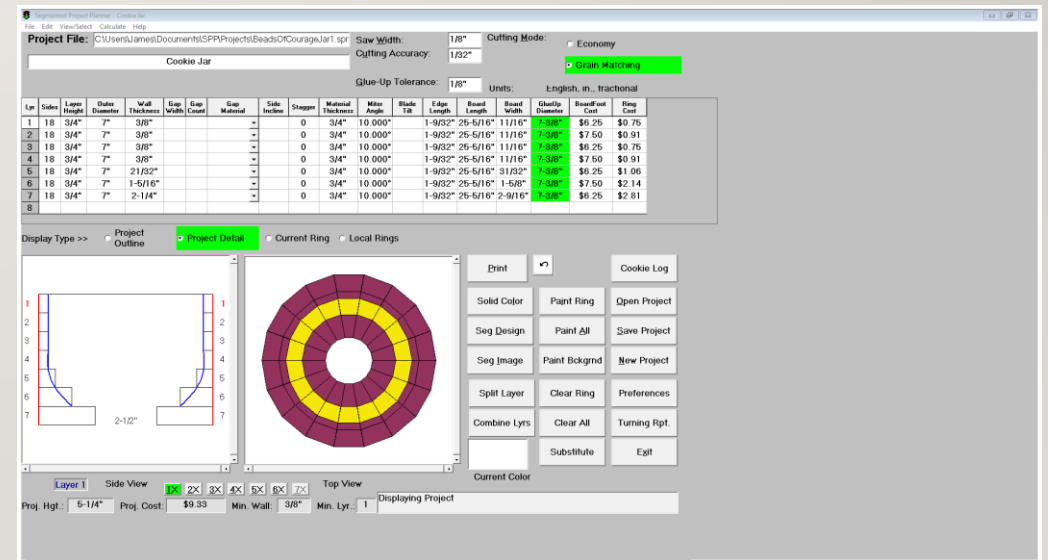 Segmented Project Planner - Cookie Jar
File Edit View/Select Calculate Help
Project File: C:\Users\James\Documents\SPP\Projects\BeadsOfCourageJar1.spr Saw Width: 1/8" Cutting Mode: Economy
Cookie Jar Cutting Accuracy: 1/32" Grain Matching
Glue-Up Tolerance: 1/8" Units: English, in., fractional
Lyr Sides Layer Height Outer Diameter Wall Thickness Gap Width Gap Count Gap Material Side Incline Stagger Material Thickness Miter Angle Blade Tilt Edge Length Board Length Board Width GlueUp Diameter BoardFoot Cost Ring Cost
1 18 3/4" 7" 3/8" 0 3/4" 10.000° 1-9/32" 25-5/16" 11/16" 7-3/8" $6.25 $0.75
2 18 3/4" 7" 3/8" 0 3/4" 10.000° 1-9/32" 25-5/16" 11/16" 7-3/8" $7.50 $0.91
3 18 3/4" 7" 3/8" 0 3/4" 10.000° 1-9/32" 25-5/16" 11/16" 7-3/8" $6.25 $0.75
4 18 3/4" 7" 3/8" 0 3/4" 10.000° 1-9/32" 25-5/16" 11/16" 7-3/8" $7.50 $0.91
5 18 3/4" 7" 21/32" 0 3/4" 10.000° 1-9/32" 25-5/16" 31/32" 7-3/8" $6.25 $1.06
6 18 3/4" 7" 1-5/16" 0 3/4" 10.000° 1-9/32" 25-5/16" 1-5/8" 7-3/8" $7.50 $2.14
7 18 3/4" 7" 2-1/4" 0 3/4" 10.000° 1-9/32" 25-5/16" 2-9/16" 7-3/8" $6.25 $2.81
8
Display Type >> Project Outline Project Detail Current Ring Local Rings
Print Cookie Log
Solid Color Paint Ring Open Project
Seg Design Paint All Save Project
Seg Image Paint Bckgrnd New Project
Split Layer Clear Ring Preferences
Combine Lyrs Clear All Turning Rpt.
Substitute Exit
Current Color
1 1
2 2
3 3
4 4
5 5
6 6
7 2-1/2" 7
Layer 1 Side View 1X 2X 3X 4X 5X 6X 7X Top View
Proj. Hgt.: 5-1/4" Proj. Cost: $9.33 Min. Wall: 3/8" Min. Lyr.: 1 Displaying Project